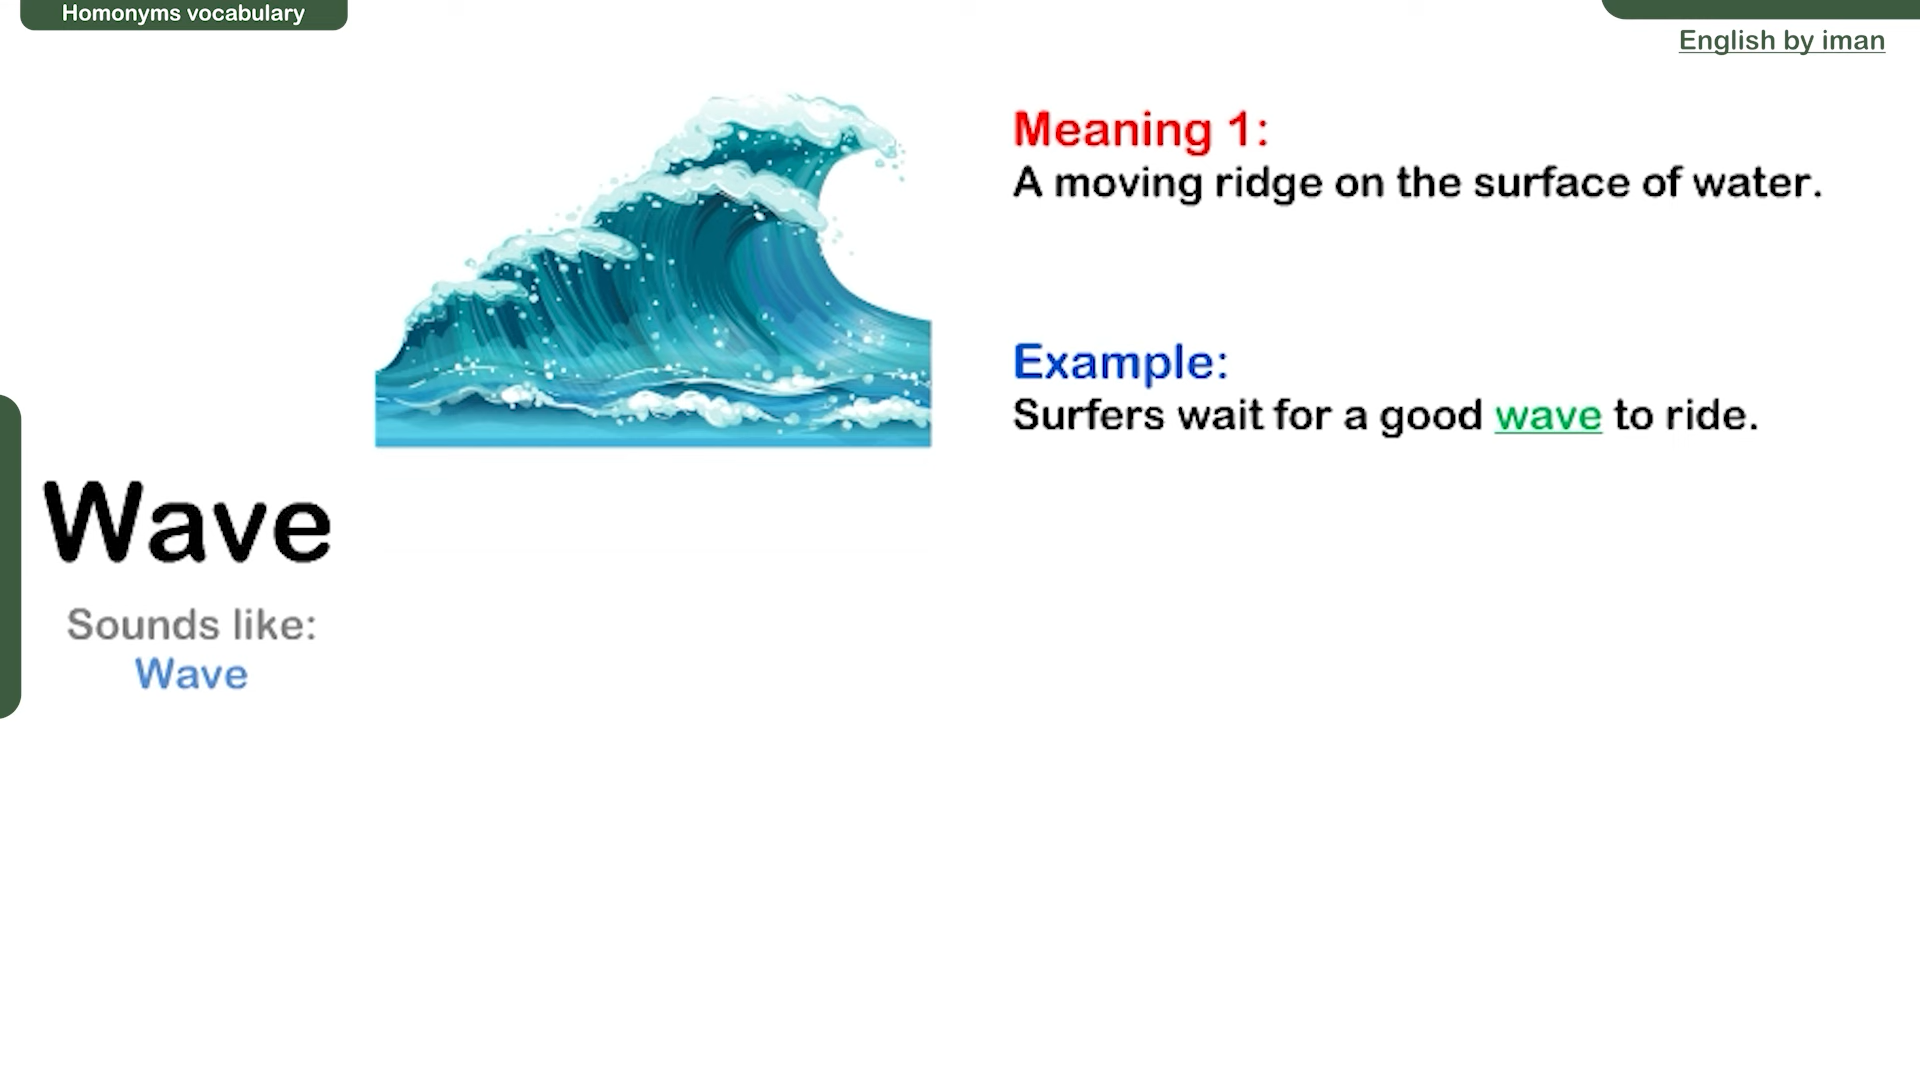 Homonyms vocabulary
English by iman
Meaning 1:
A moving ridge on the surface of water.
Example:
Surfers wait for a good wave to ride.
Wave
Sounds like:
Wave